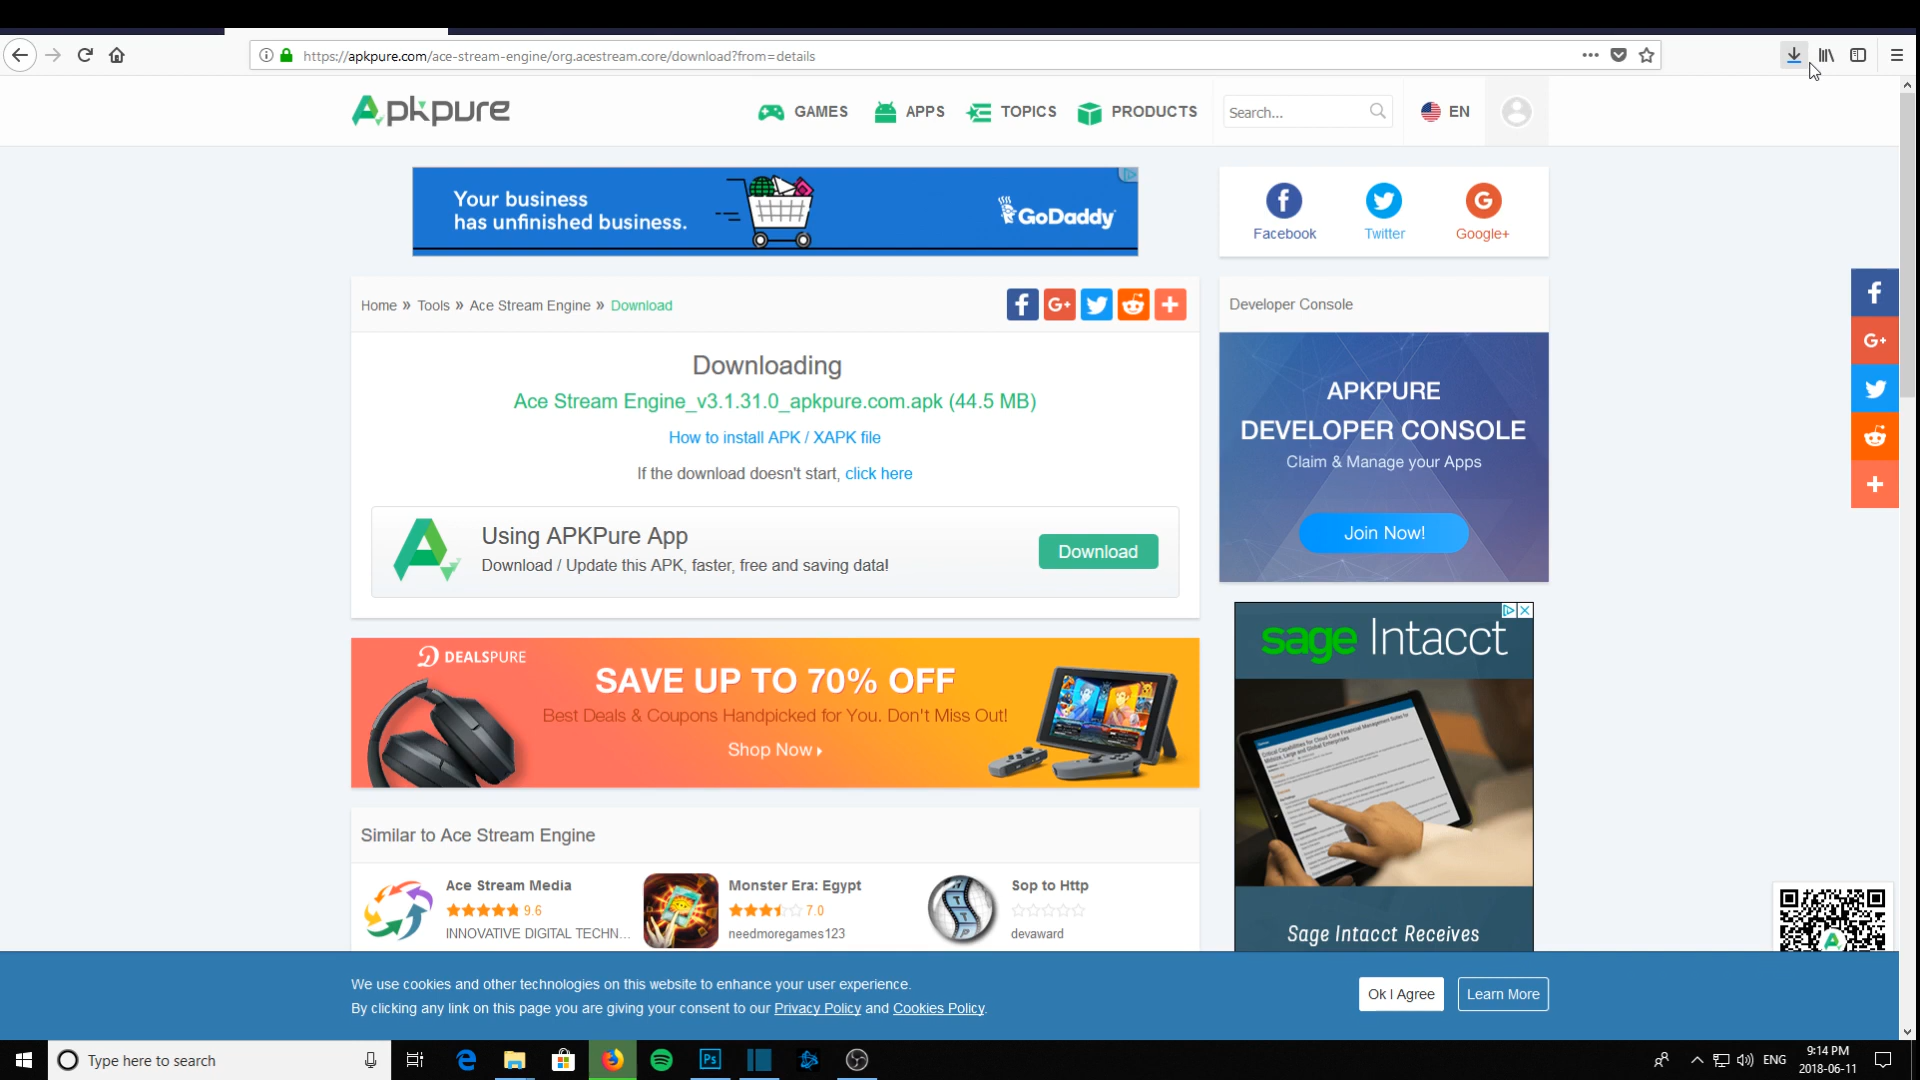 https://apkpure.com/ace-stream-engine/org.acestream.core/download?from=details
Apkpure
GAMES
APPS
TOPICS
PRODUCTS
Search...
EN
Your business
has unfinished business.
GoDaddy
Facebook
Twitter
Google+
Home » Tools » Ace Stream Engine » Download
Developer Console
Downloading
Ace Stream Engine_v3.1.31.0_apkpure.com.apk (44.5 MB)
How to install APK / XAPK file
If the download doesn't start, click here
APKPURE
DEVELOPER CONSOLE
Claim & Manage your Apps
Join Now!
Using APKPure App
Download / Update this APK, faster, free and saving data!
Download
DEALSPURE
SAVE UP TO 70% OFF
Best Deals & Coupons Handpicked for You. Don't Miss Out!
Shop Now
sage Intacct
Sage Intacct Receives
Similar to Ace Stream Engine
Ace Stream Media
9.6
INNOVATIVE DIGITAL TECHN...
Monster Era: Egypt
7.0
needmoregames123
Sop to Http
devaward
We use cookies and other technologies on this website to enhance your user experience.
By clicking any link on this page you are giving your consent to our Privacy Policy and Cookies Policy.
Ok I Agree
Learn More
Type here to search
Ps
ENG
9:14 PM
2018-06-11